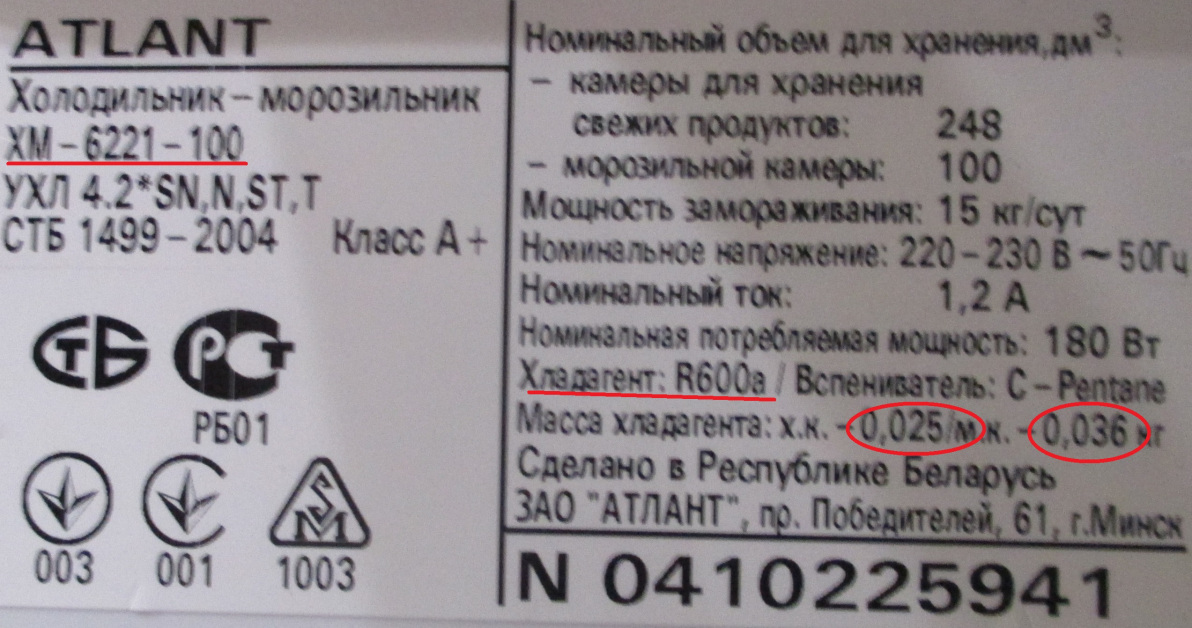 ATLANT
Холодильник – морозильник
ХМ – 6221 – 100
УХЛ 4.2*SN,N,ST,T
СТБ 1499 – 2004 Класс А+
СТБ
РСТ
РБ01
003
001
1003
Номинальный объем для хранения,дм³:
– камеры для хранения
свежих продуктов: 248
– морозильной камеры: 100
Мощность замораживания: 15 кг/сут
Номинальное напряжение: 220 – 230 В ~ 50Гц
Номинальный ток: 1,2 А
Номинальная потребляемая мощность: 180 Вт
Хладагент: R600a / Вспениватель: C – Pentane
Масса хладагента: х.к. – 0,025/м.к. – 0,036 кг
Сделано в Республике Беларусь
ЗАО "АТЛАНТ", пр. Победителей, 61, г.Минск
N 0410225941